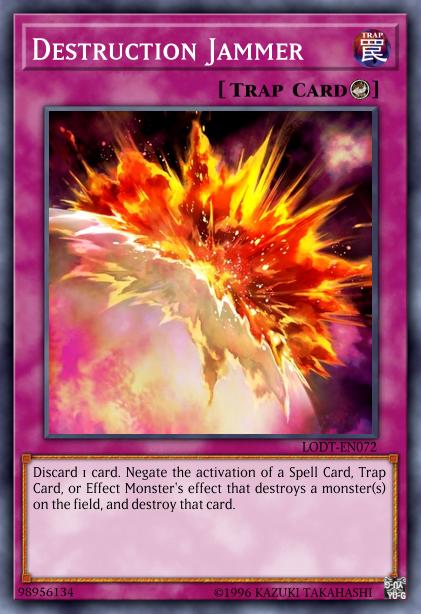 Destruction Jammer
TRAP
罠
[Trap Card]
LODT-EN072
Discard 1 card. Negate the activation of a Spell Card, Trap
Card, or Effect Monster's effect that destroys a monster(s)
on the field, and destroy that card.
98956134
©1996 KAZUKI TAKAHASHI